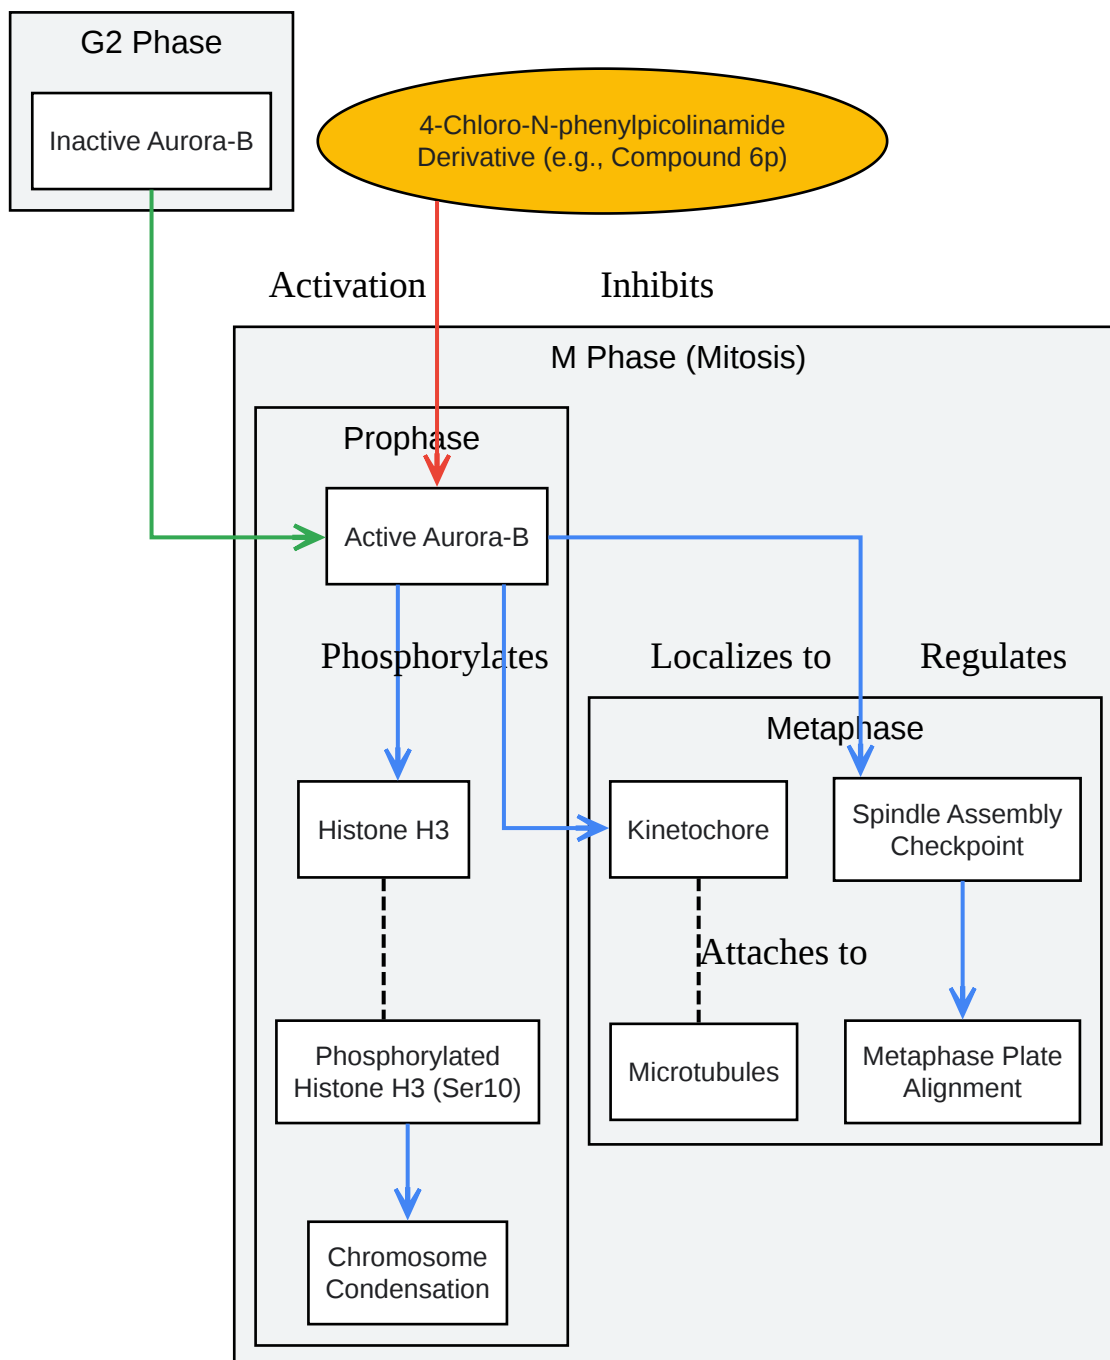 G2 Phase
Inactive Aurora-B
4-Chloro-N-phenylpicolinamide
Derivative (e.g., Compound 6p)
Activation
Inhibits
M Phase (Mitosis)
Prophase
Active Aurora-B
Phosphorylates
Localizes to
Regulates
Metaphase
Histone H3
Kinetochore
Spindle Assembly
Checkpoint
Attaches to
Phosphorylated
Histone H3 (Ser10)
Microtubules
Metaphase Plate
Alignment
Chromosome
Condensation